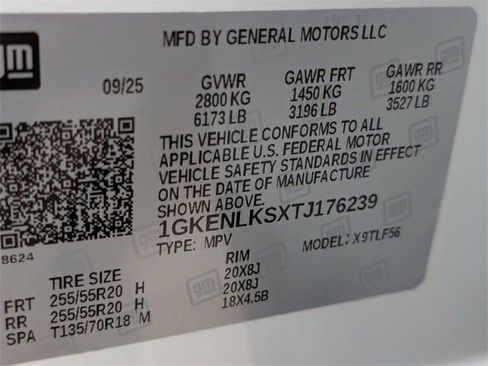 gm
MFD BY GENERAL MOTORS LLC
09/25 GVWR GAWR FRT GAWR RR
2800 KG 1450 KG 1600 KG
6173 LB 3196 LB 3527 LB
THIS VEHICLE CONFORMS TO ALL
APPLICABLE U.S. FEDERAL MOTOR
VEHICLE SAFETY STANDARDS IN EFFECT
ON THE DATE OF MANUFACTURE
SHOWN ABOVE.
1GKENLKSXTJ176239
TYPE: MPV MODEL: X9TLF56
8624
TIRE SIZE RIM
FRT 255/55R20 H 20X8J
RR 255/55R20 H 20X8J
SPA T135/70R18 M 18X4.5B